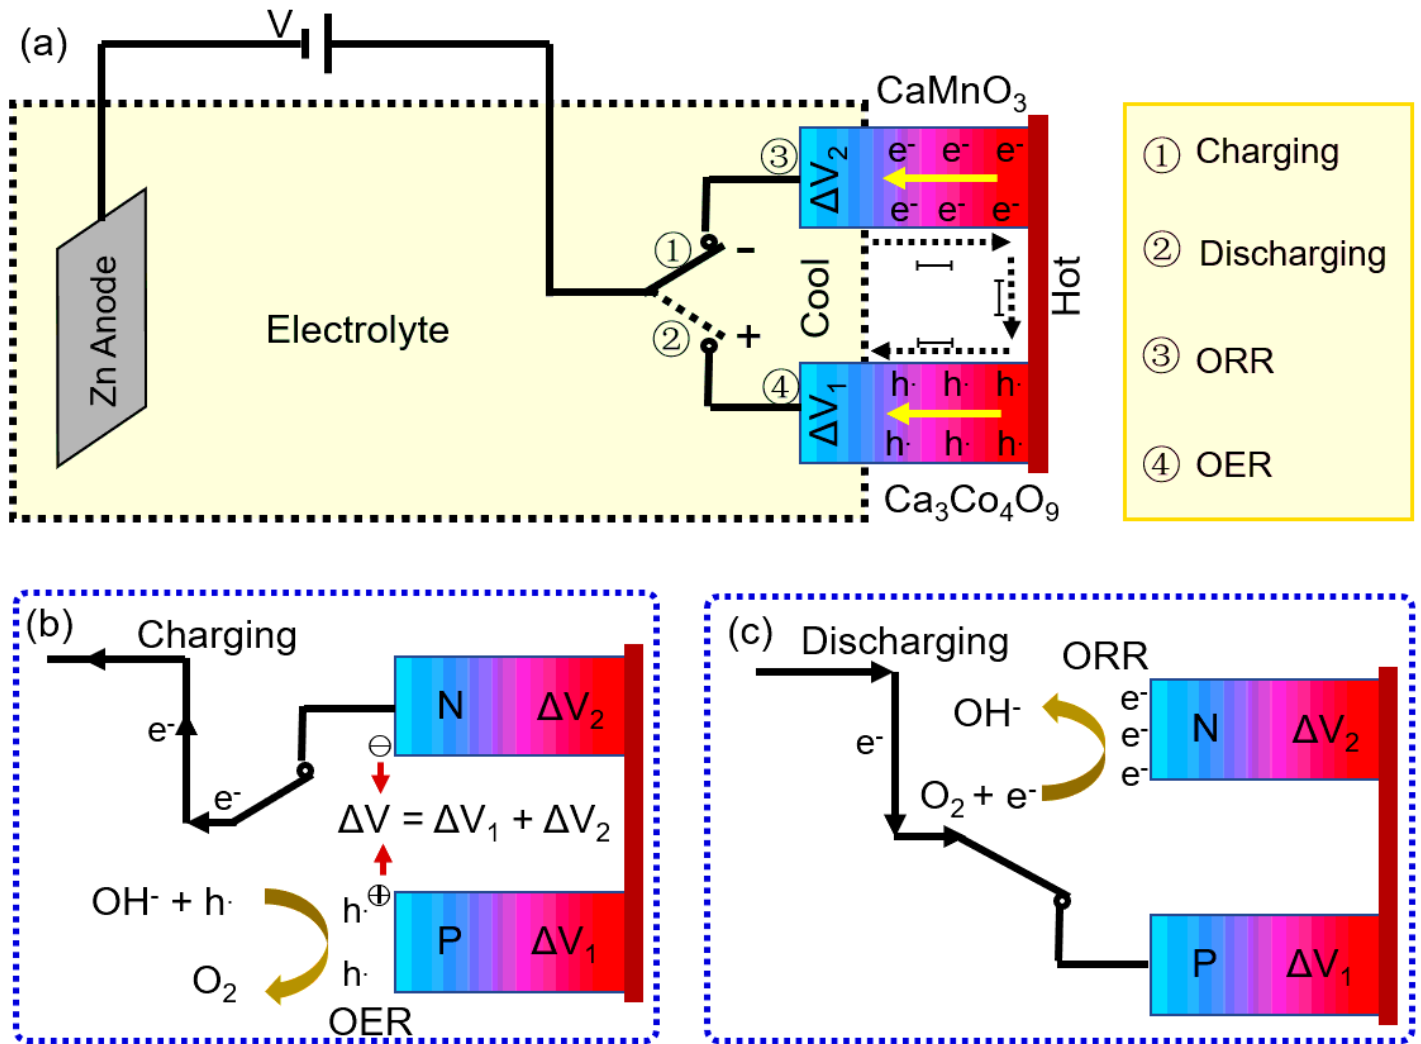 (a)
V
CaMnO₃
ΔV₂
e⁻ e⁻ e⁻
e⁻ e⁻ e⁻
③
①
−
②
+
④
Zn Anode
Electrolyte
Cool
Hot
ΔV₁
h· h· h·
h· h· h·
Ca₃Co₄O₉
① Charging
② Discharging
③ ORR
④ OER
(b)
Charging
N ΔV₂
e⁻
⊖
e⁻
ΔV = ΔV₁ + ΔV₂
OH⁻ + h·
h·
⊕
P ΔV₁
h·
O₂
OER
(c)
Discharging
ORR
OH⁻
e⁻
e⁻
e⁻
N ΔV₂
e⁻
O₂ + e⁻
P ΔV₁